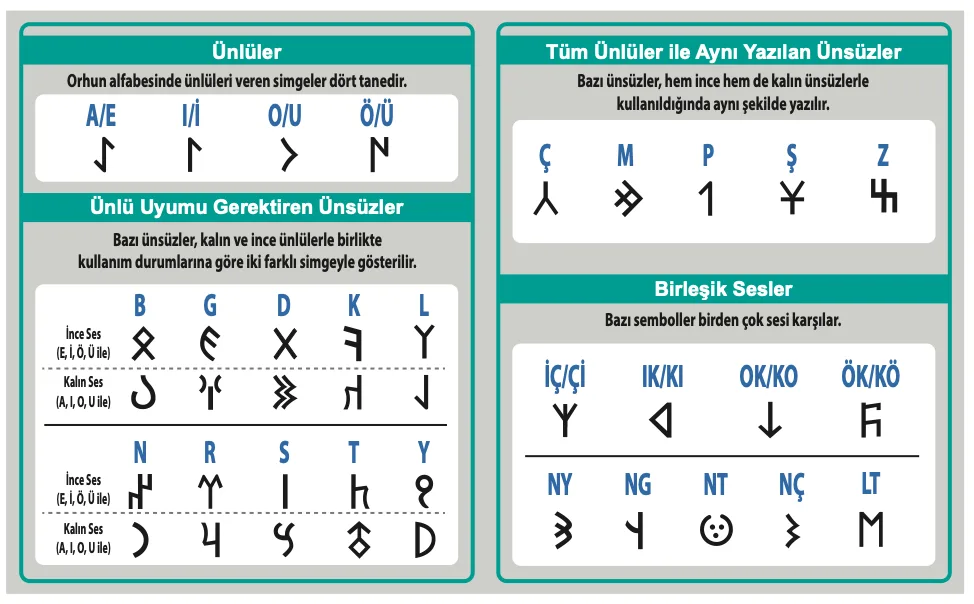 Ünlüler
Orhun alfabesinde ünlüleri veren simgeler dört tanedir.
A/E I/İ O/U Ö/Ü
𐰀 𐰃 𐰆 𐰇
Ünlü Uyumu Gerektiren Ünsüzler
Bazı ünsüzler, kalın ve ince ünlülerle birlikte
kullanım durumlarına göre iki farklı simgeyle gösterilir.
B G D K L
İnce Ses
(E, İ, Ö, Ü ile)
𐰋 𐰏 𐰓 𐰚 𐰠
Kalın Ses
(A, I, O, U ile)
𐰉 𐰍 𐰑 𐰴 𐰞
N R S T Y
İnce Ses
(E, İ, Ö, Ü ile)
𐰤 𐰼 𐰾 𐱅 𐰘
Kalın Ses
(A, I, O, U ile)
𐰣 𐰺 𐰽 𐱃 𐰖
Tüm Ünlüler ile Aynı Yazılan Ünsüzler
Bazı ünsüzler, hem ince hem de kalın ünsüzlerle
kullanıldığında aynı şekilde yazılır.
Ç M P Ş Z
𐰲 𐰢 𐰯 𐱁 𐰔
Birleşik Sesler
Bazı semboller birden çok sesi karşılar.
İÇ/Çİ IK/KI OK/KO ÖK/KÖ
𐰱 𐰶 𐰸 𐰜
NY NG NT NÇ LT
𐰪 𐰭 𐰦 𐰨 𐰡